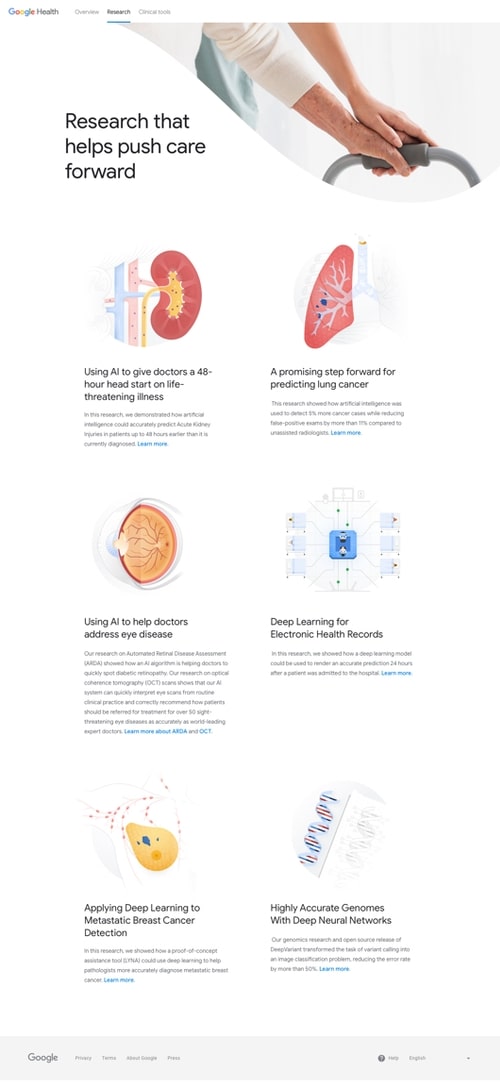 Google Health Overview Research Clinical tools
Research that
helps push care
forward
Using AI to give doctors a 48-
hour head start on life-
threatening illness
In this research, we demonstrated how artificial
intelligence could accurately predict Acute Kidney
Injuries in patients up to 48 hours earlier than it is
currently diagnosed. Learn more.
A promising step forward for
predicting lung cancer
This research showed how artificial intelligence was
used to detect 5% more cancer cases while reducing
false-positive exams by more than 11% compared to
unassisted radiologists. Learn more.
Using AI to help doctors
address eye disease
Our research on Automated Retinal Disease Assessment
(ARDA) showed how an AI algorithm is helping doctors to
quickly spot diabetic retinopathy. Our research on optical
coherence tomography (OCT) scans shows that our AI
system can quickly interpret eye scans from routine
clinical practice and correctly recommend how patients
should be referred for treatment for over 50 sight-
threatening eye diseases as accurately as world-leading
expert doctors. Learn more about ARDA and OCT.
Deep Learning for
Electronic Health Records
In this research, we showed how a deep learning model
could be used to render an accurate prediction 24 hours
after a patient was admitted to the hospital. Learn more.
Applying Deep Learning to
Metastatic Breast Cancer
Detection
In this research, we showed how a proof-of-concept
assistance tool (LYNA) could use deep learning to help
pathologists more accurately diagnose metastatic breast
cancer. Learn more.
Highly Accurate Genomes
With Deep Neural Networks
Our genomics research and open source release of
DeepVariant transformed the task of variant calling into
an image classification problem, reducing the error rate
by more than 50%. Learn more.
Google Privacy Terms About Google Press Help English